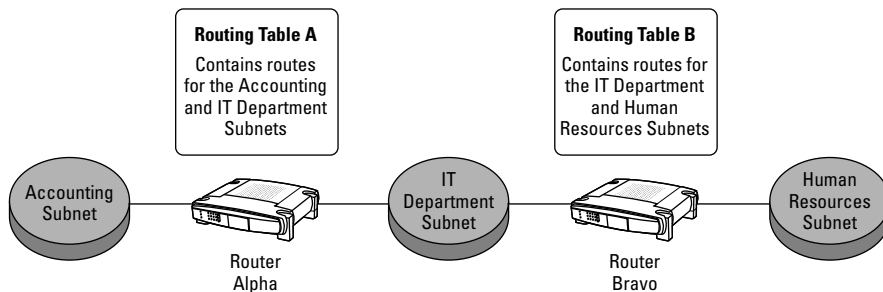 Routing Table A
Contains routes
for the Accounting
and IT Department
Subnets
Routing Table B
Contains routes for
the IT Department
and Human
Resources Subnets
Accounting
Subnet
IT
Department
Subnet
Human
Resources
Subnet
Router
Alpha
Router
Bravo